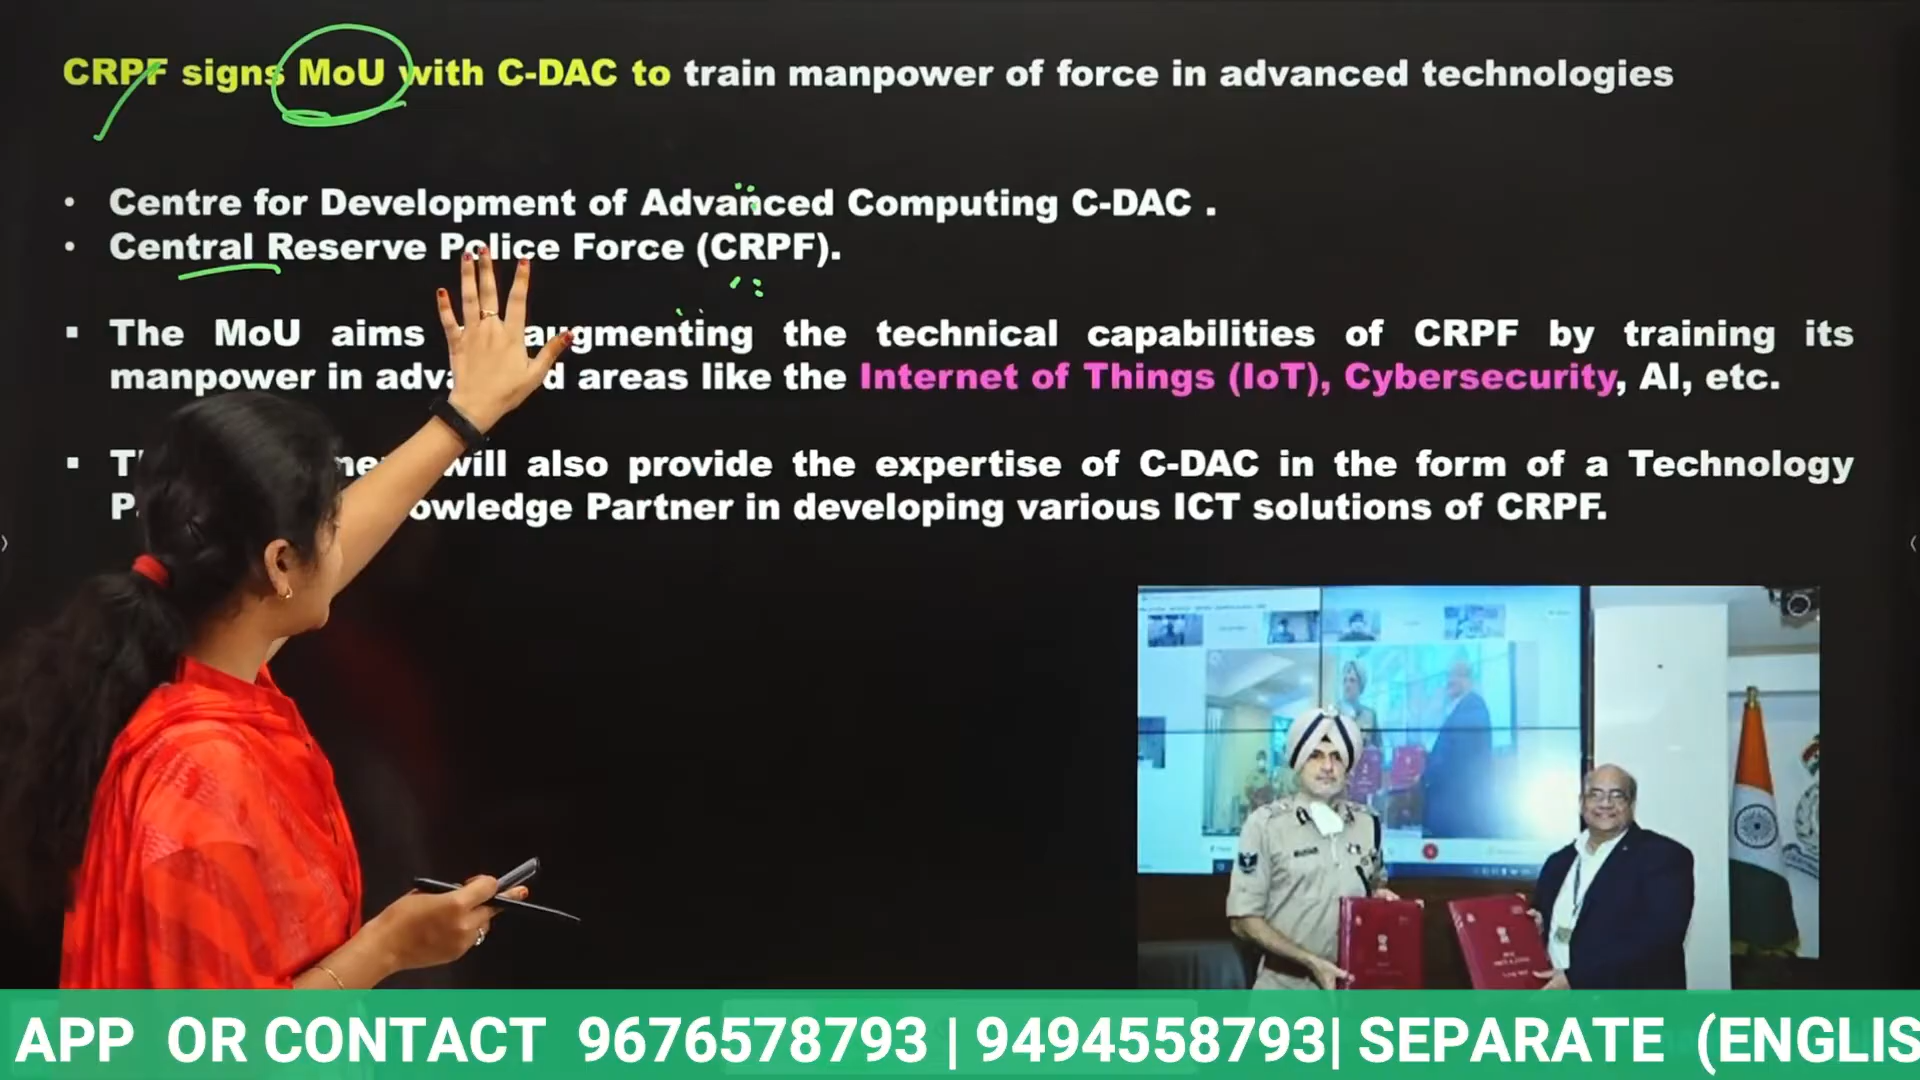 CRPF signs MoU with C-DAC to train manpower of force in advanced technologies
• Centre for Development of Advanced Computing C-DAC .
• Central Reserve Police Force (CRPF).
▪ The MoU aims augmenting the technical capabilities of CRPF by training its
manpower in areas like the Internet of Things (IoT), Cybersecurity, AI, etc.
▪ will also provide the expertise of C-DAC in the form of a Technology
Partner in developing various ICT solutions of CRPF.
APP OR CONTACT 9676578793 | 9494558793| SEPARATE (ENGLIS